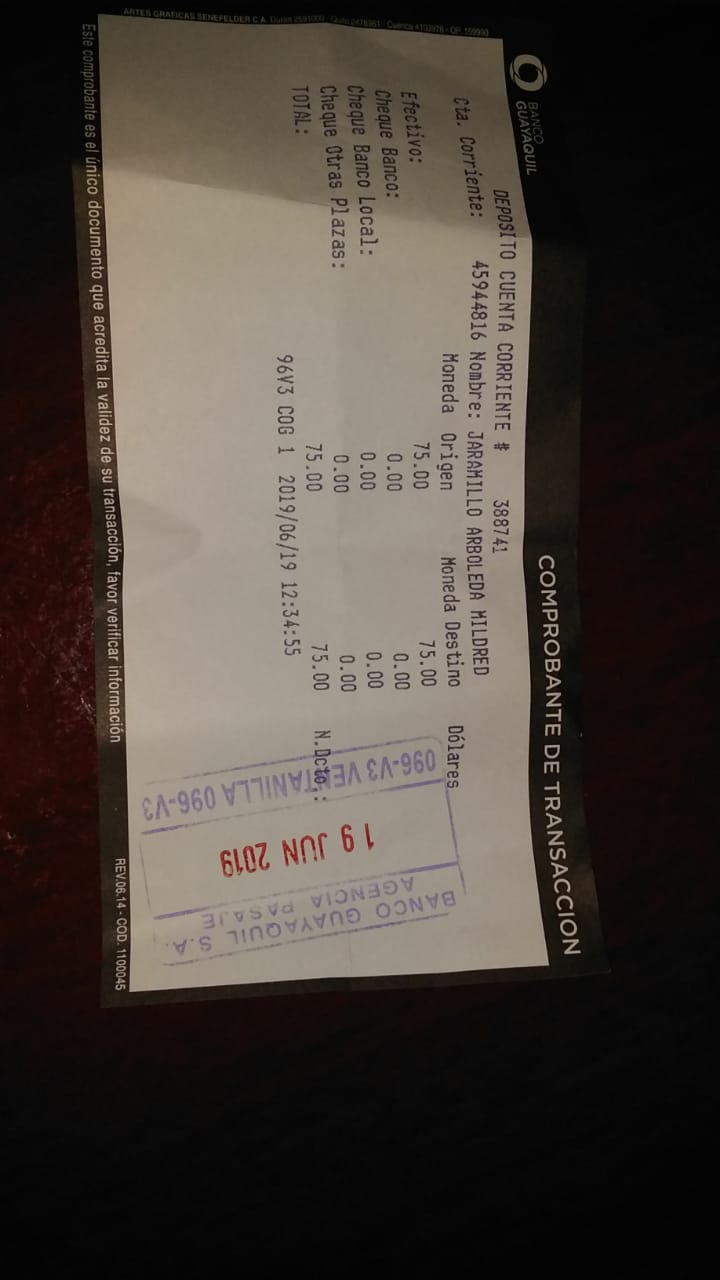 BANCO
GUAYAQUIL
COMPROBANTE DE TRANSACCION
DEPOSITO CUENTA CORRIENTE # 388741
Cta. Corriente: 45944816 Nombre: JARAMILLO ARBOLEDA MILDRED
Moneda Origen Moneda Destino Dólares
Efectivo: 75.00 75.00
Cheque Banco: 0.00 0.00
Cheque Banco Local: 0.00 0.00
Cheque Otras Plazas: 0.00 0.00
TOTAL: 75.00 75.00 N.Dcto.:
96V3 COG 1 2019/06/19 12:34:55
BANCO GUAYAQUIL S.A.
AGENCIA PASAJE
19 JUN 2019
096-V3 VENTANILLA 096-V3
Este comprobante es el único documento que acredita la validez de su transacción, favor verificar información
REV.06.14 - COD. 1100045
ARTES GRAFICAS SENEFELDER C.A.